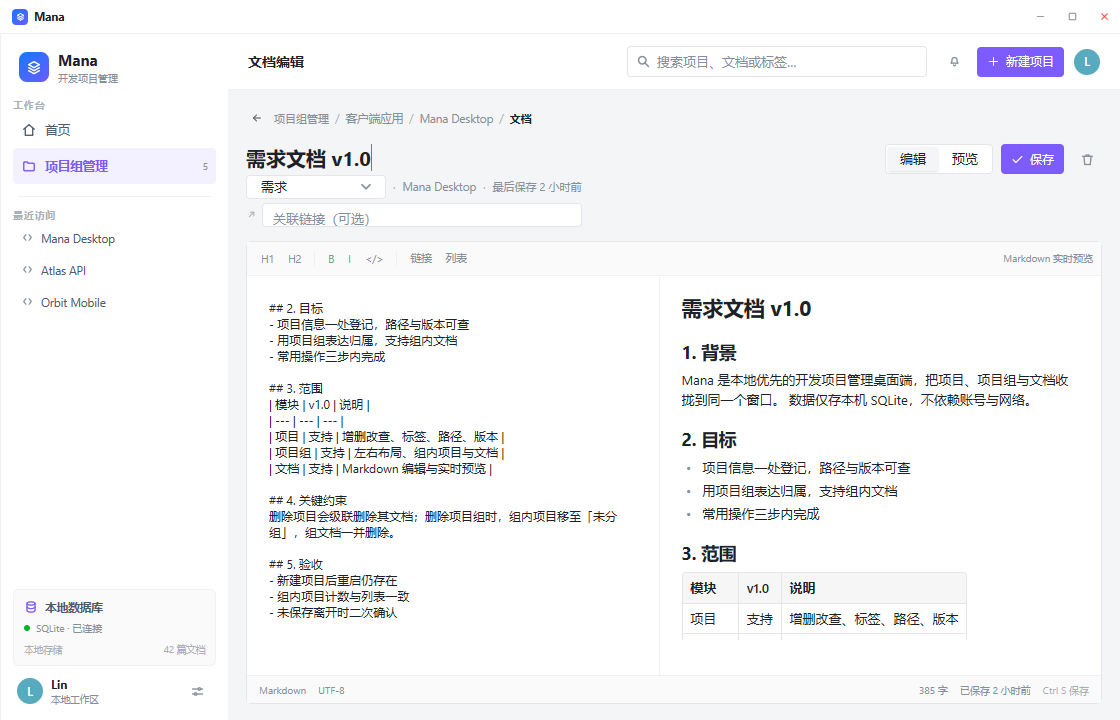 Mana
Mana
开发项目管理
工作台
首页
项目组管理
5
最近访问
Mana Desktop
Atlas API
Orbit Mobile
本地数据库
SQLite · 已连接
本地存储
42 篇文档
L
Lin
本地工作区
文档编辑
搜索项目、文档或标签...
新建项目
L
项目组管理 / 客户端应用 / Mana Desktop / 文档
需求文档 v1.0
编辑
预览
保存
需求
· Mana Desktop · 最后保存 2 小时前
关联链接（可选）
H1 H2 B I </> 链接 列表
Markdown 实时预览
## 2. 目标
- 项目信息一处登记，路径与版本可查
- 用项目组表达归属，支持组内文档
- 常用操作三步内完成
## 3. 范围
| 模块 | v1.0 | 说明 |
| --- | --- | --- |
| 项目 | 支持 | 增删改查、标签、路径、版本 |
| 项目组 | 支持 | 左右布局、组内项目与文档 |
| 文档 | 支持 | Markdown 编辑与实时预览 |
## 4. 关键约束
删除项目会级联删除其文档；删除项目组时，组内项目移至「未分
组」，组文档一并删除。
## 5. 验收
- 新建项目后重启仍存在
- 组内项目计数与列表一致
- 未保存离开时二次确认
需求文档 v1.0
1. 背景
Mana 是本地优先的开发项目管理桌面端，把项目、项目组与文档收
拢到同一个窗口。 数据仅存本机 SQLite，不依赖账号与网络。
2. 目标
• 项目信息一处登记，路径与版本可查
• 用项目组表达归属，支持组内文档
• 常用操作三步内完成
3. 范围
模块 v1.0 说明
项目 支持 增删改查、标签、路径、版本
Markdown UTF-8
385 字 已保存 2 小时前 Ctrl S 保存